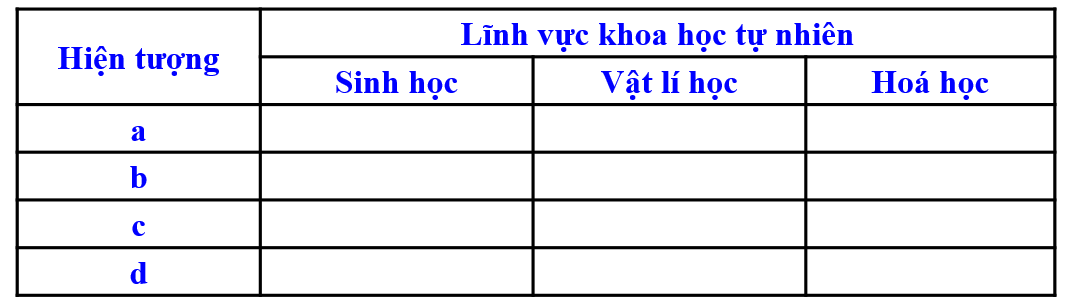 Hiện tượng
Lĩnh vực khoa học tự nhiên
Sinh học
Vật lí học
Hoá học
a
b
c
d